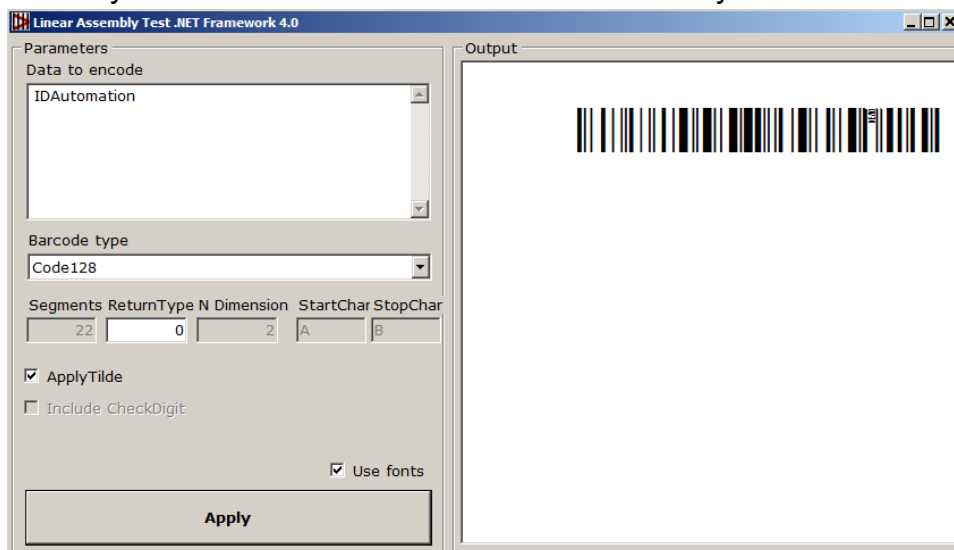 Linear Assembly Test .NET Framework 4.0
Parameters
Data to encode
IDAutomation
Barcode type
Code128
Segments ReturnType N Dimension StartChar StopChar
22 0 2 A B
ApplyTilde
Include CheckDigit
Use fonts
Apply
Output